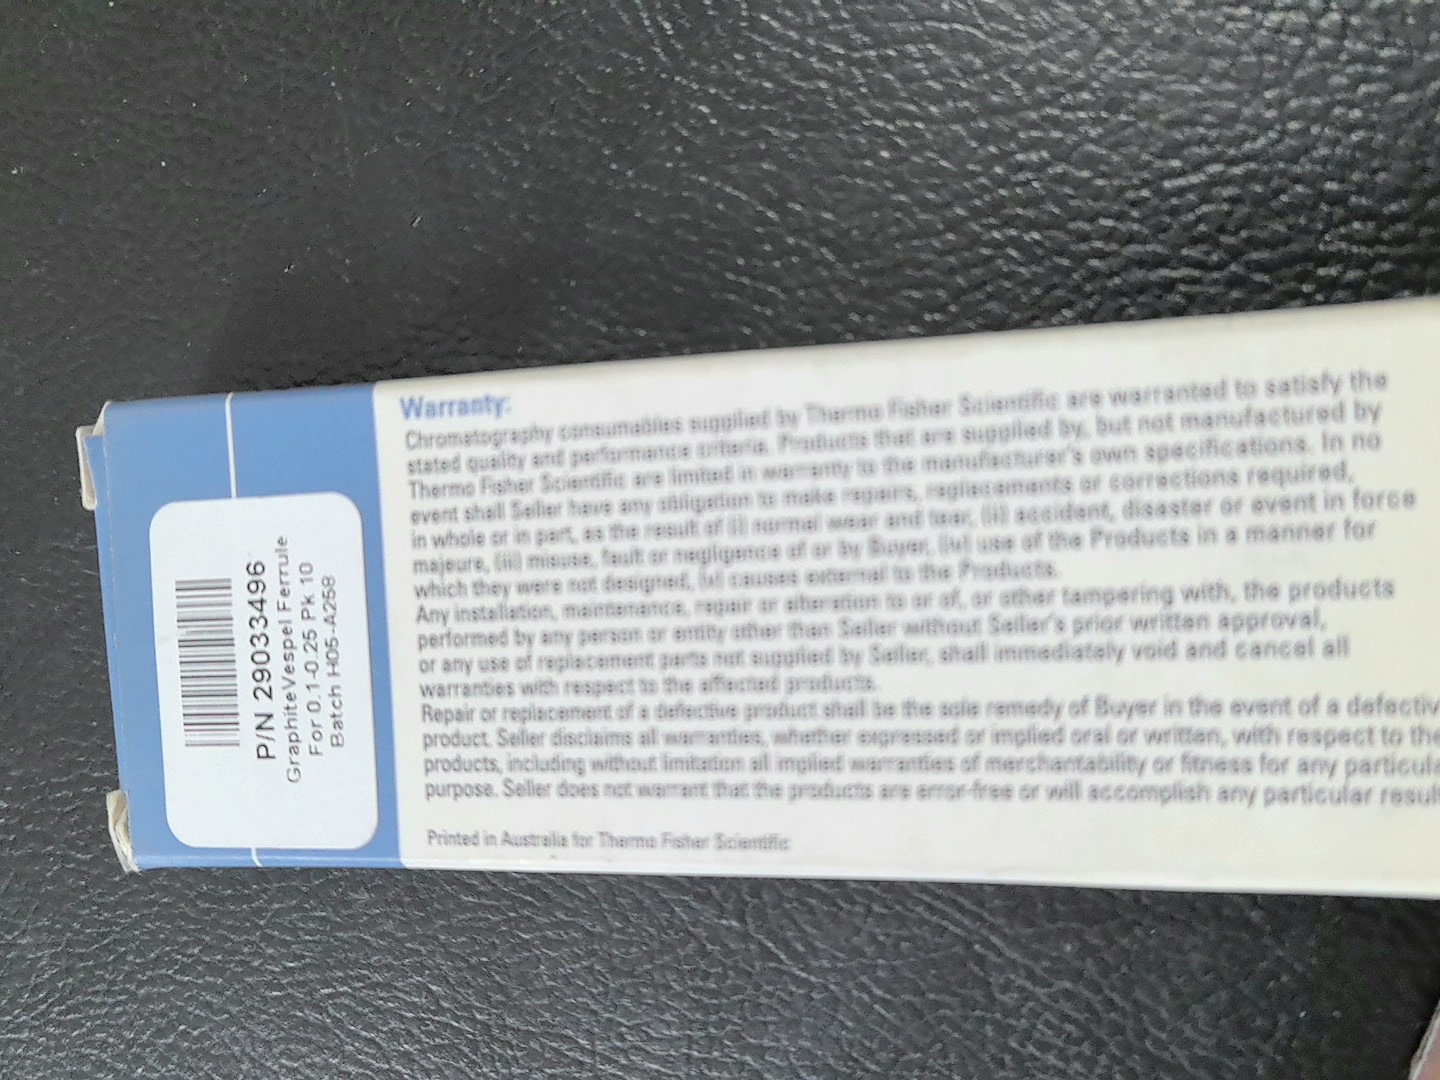 P/N 29033496
GraphiteVespel Ferrule
For 0.1-0.25 Pk 10
Batch H05-A258
Warranty:
Chromatography consumables supplied by Thermo Fisher Scientific are warranted to satisfy the
stated quality and performance criteria. Products that are supplied by, but not manufactured by
Thermo Fisher Scientific are limited in warranty to the manufacturer's own specifications. In no
event shall Seller have any obligation to make repairs, replacements or corrections required,
in whole or in part, as the result of (i) normal wear and tear, (ii) accident, disaster or event in force
majeure, (iii) misuse, fault or negligence of or by Buyer, (iv) use of the Products in a manner for
which they were not designed, (v) causes external to the Products.
Any installation, maintenance, repair or alteration to or of, or other tampering with, the products
performed by any person or entity other than Seller without Seller's prior written approval,
or any use of replacement parts not supplied by Seller, shall immediately void and cancel all
warranties with respect to the affected products.
Repair or replacement of a defective product shall be the sole remedy of Buyer in the event of a defectiv
product. Seller disclaims all warranties, whether expressed or implied oral or written, with respect to the
products, including without limitation all implied warranties of merchantability or fitness for any particula
purpose. Seller does not warrant that the products are error-free or will accomplish any particular resul
Printed in Australia for Thermo Fisher Scientific